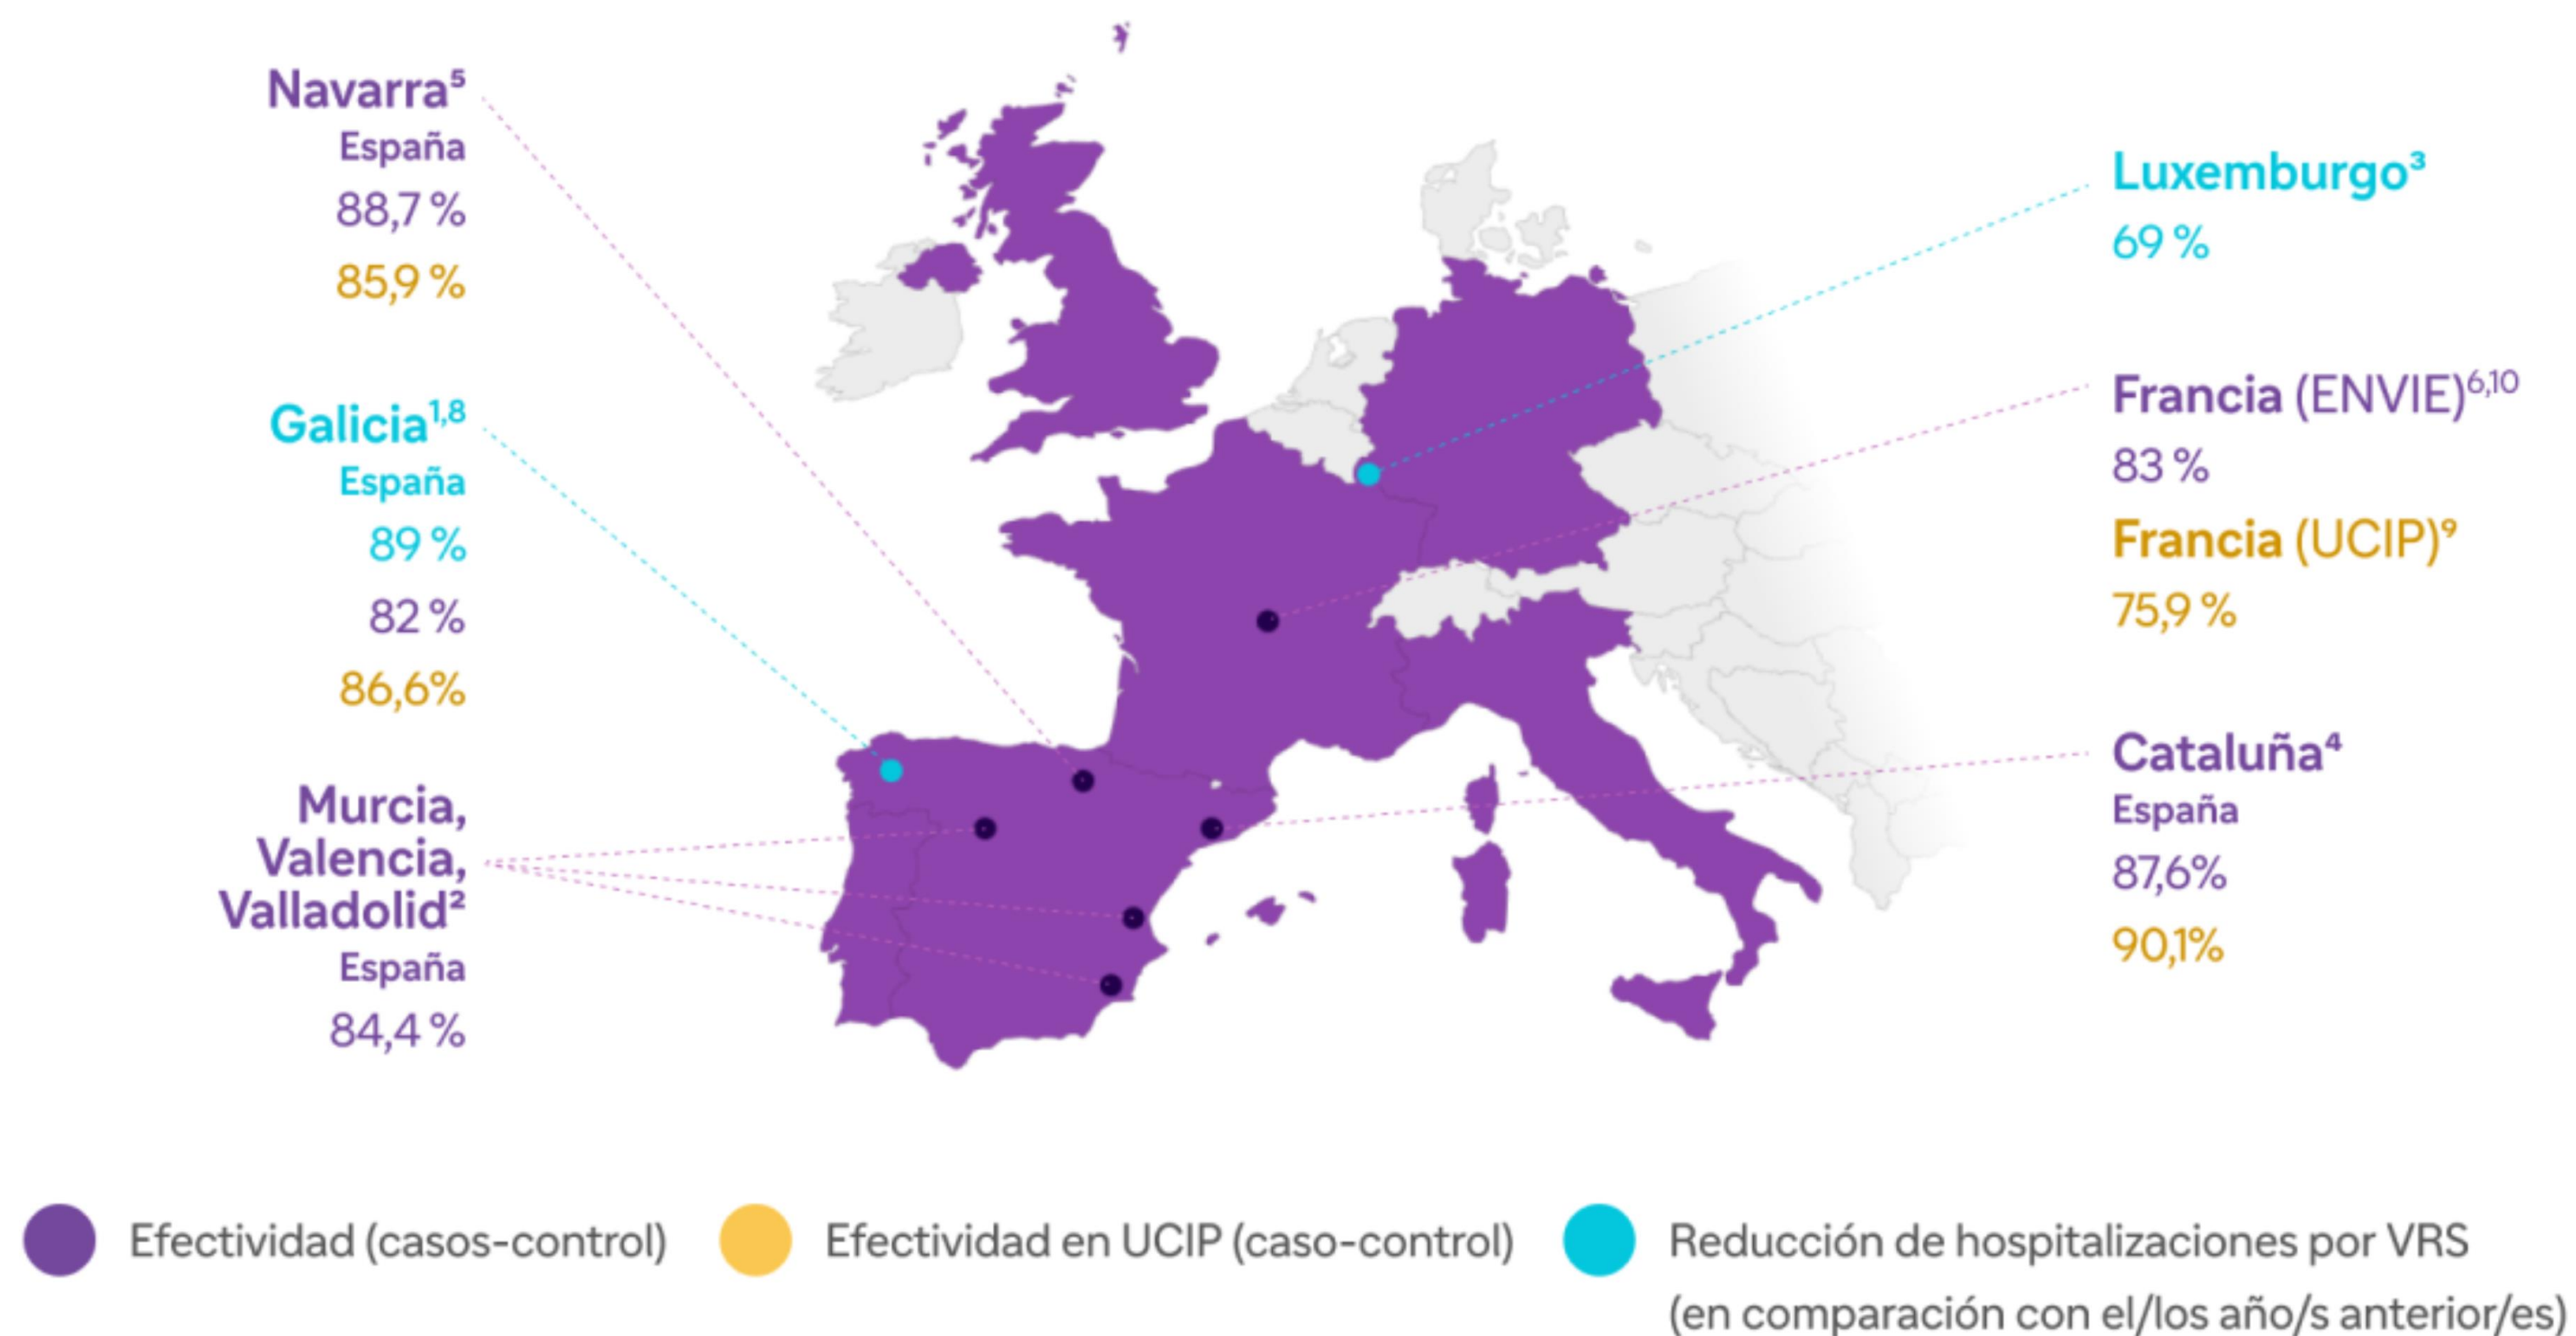 Navarra⁵
España
88,7 %
85,9 %
Galicia¹,⁸
España
89 %
82 %
86,6%
Murcia,
Valencia,
Valladolid²
España
84,4 %
Luxemburgo³
69 %
Francia (ENVIE)⁶,¹⁰
83 %
Francia (UCIP)⁹
75,9 %
Cataluña⁴
España
87,6%
90,1%
Efectividad (casos-control)
Efectividad en UCIP (caso-control)
Reducción de hospitalizaciones por VRS
(en comparación con el/los año/s anterior/es)